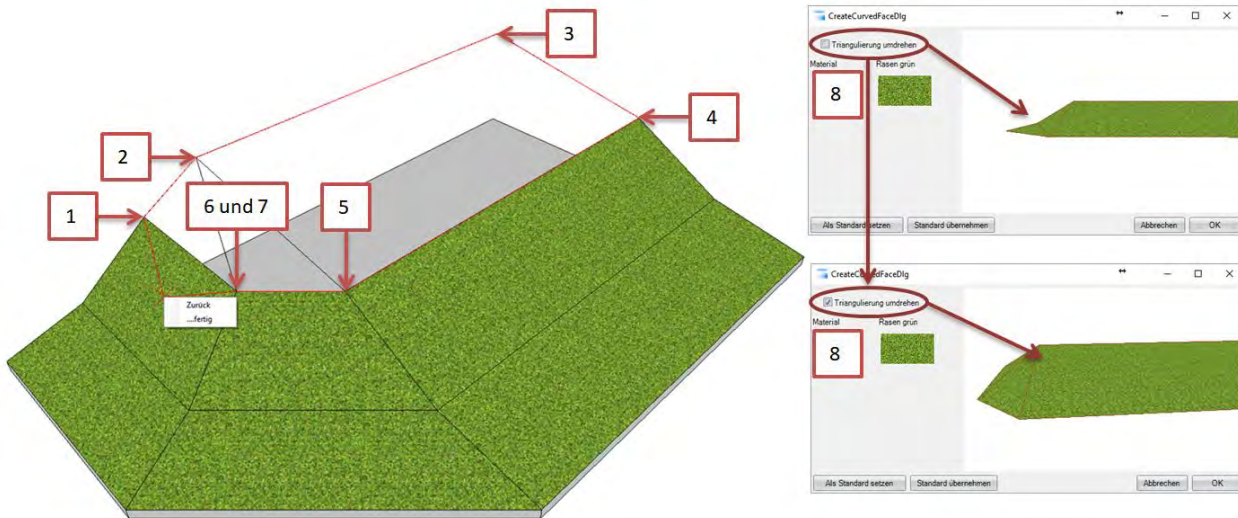 3
4
2
6 und 7
5
1
Zurück
....fertig
CreateCurvedFaceDlg
Triangulierung umdrehen
Material Rasen grün
8
Als Standard setzen Standard übernehmen Abbrechen OK
CreateCurvedFaceDlg
Triangulierung umdrehen
Material Rasen grün
8
Als Standard setzen Standard übernehmen Abbrechen OK